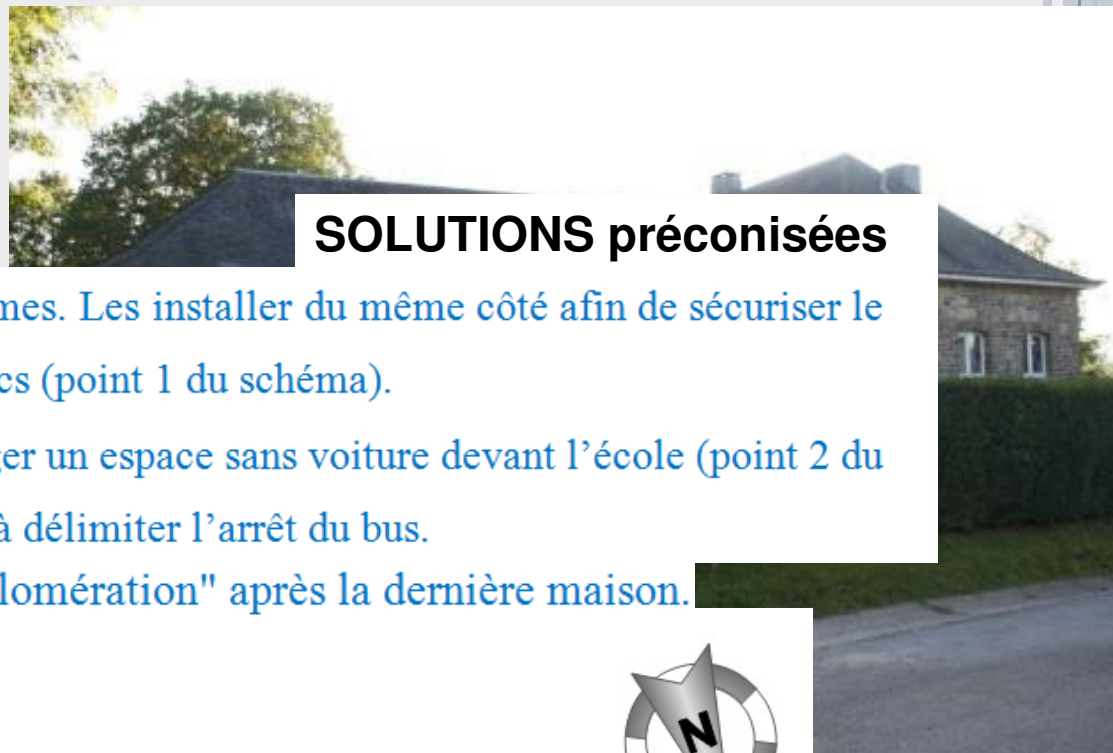 SOLUTIONS préconisées
mes. Les installer du même côté afin de sécuriser le
cs (point 1 du schéma).
er un espace sans voiture devant l’école (point 2 du
à délimiter l’arrêt du bus.
lomération" après la dernière maison.
N